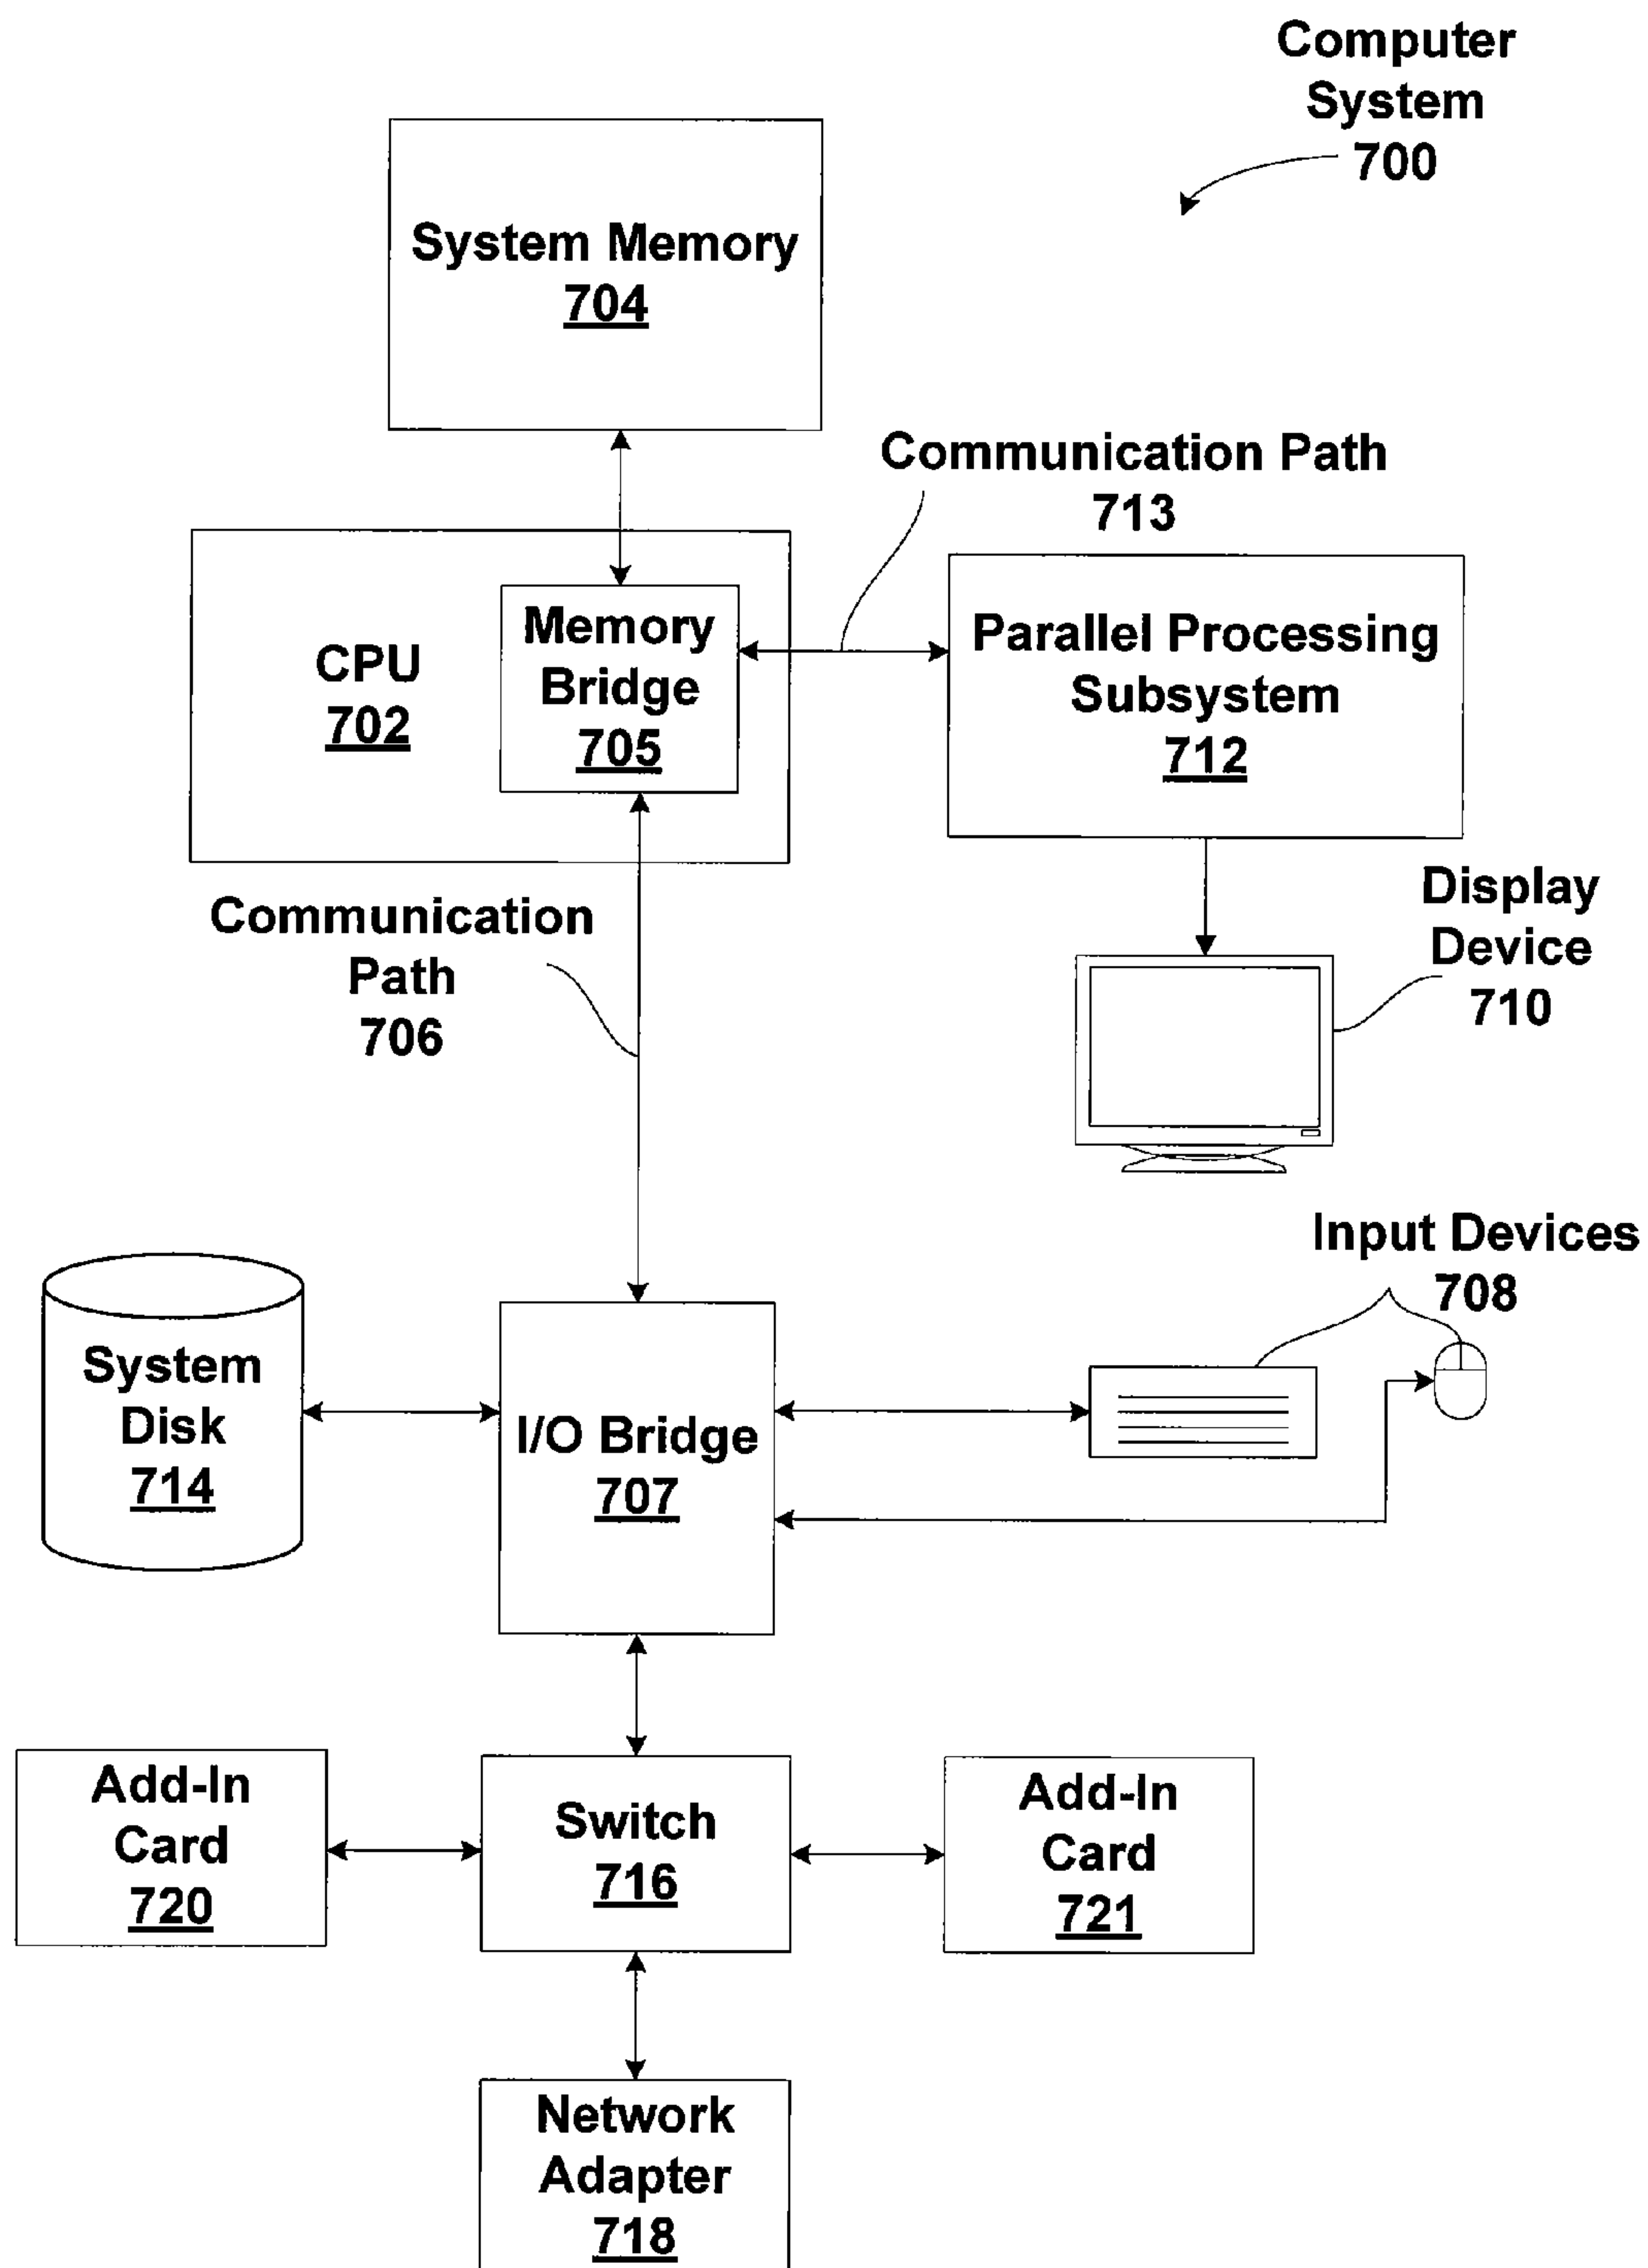 Computer
System
700
System Memory
704
Communication Path
713
CPU
702
Memory
Bridge
705
Parallel Processing
Subsystem
712
Communication
Path
706
Display
Device
710
Input Devices
708
System
Disk
714
I/O Bridge
707
Add-In
Card
720
Switch
716
Add-In
Card
721
Network
Adapter
718